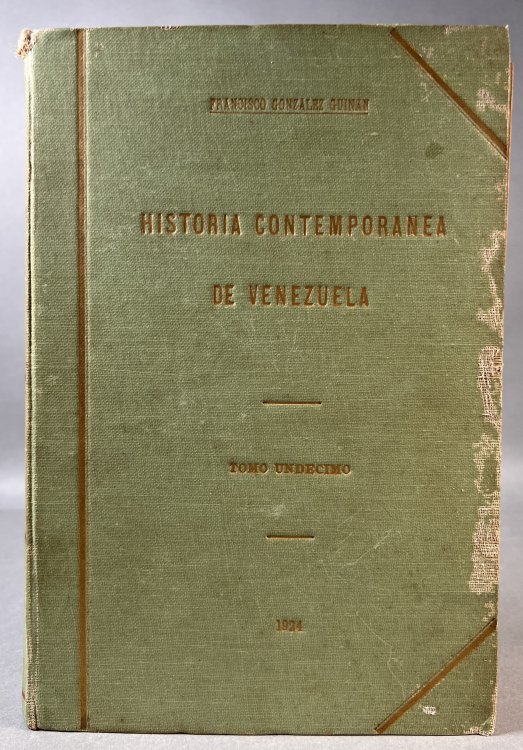 FRANCISCO GONZALEZ GUINAN
HISTORIA CONTEMPORANEA
DE VENEZUELA
TOMO UNDECIMO
1924